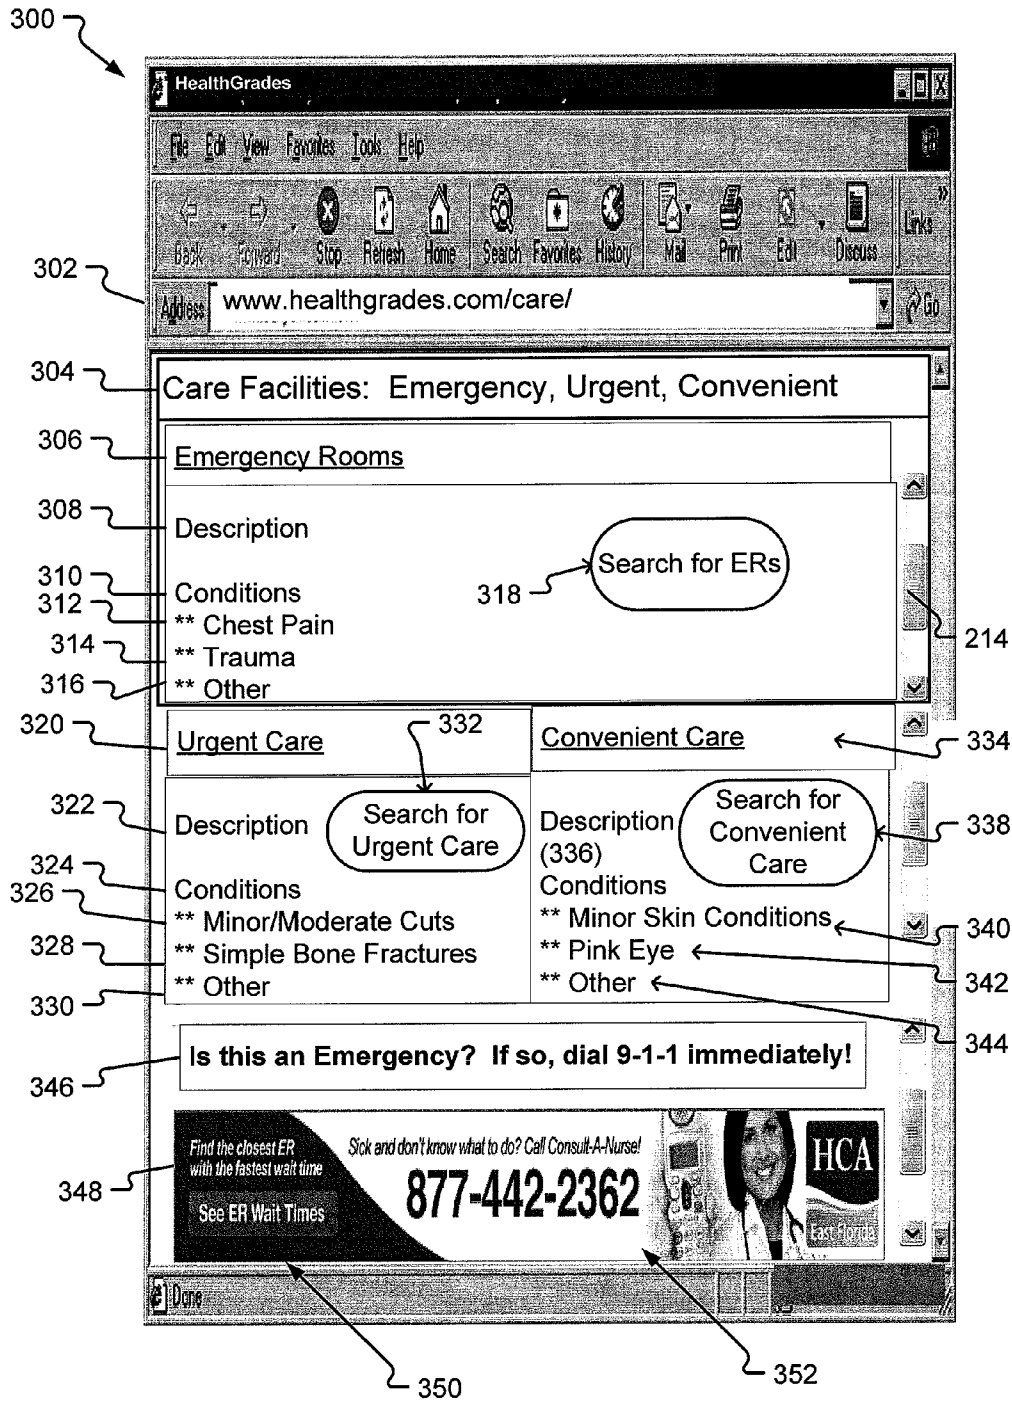 300
HealthGrades
File Edit View Favorites Tools Help
Back Forward Stop Refresh Home Search Favorites History Mail Print Edit Discuss Links
302
Address www.healthgrades.com/care/ Go
304
Care Facilities: Emergency, Urgent, Convenient
306
Emergency Rooms
308
Description
Search for ERs
318
310
Conditions
312
** Chest Pain
314
** Trauma
214
316
** Other
320
Urgent Care
332
Convenient Care
334
322
Description
Search for
Urgent Care
Description
(336)
Search for
Convenient
Care
338
324
Conditions
326
** Minor/Moderate Cuts
328
** Simple Bone Fractures
330
** Other
Conditions
** Minor Skin Conditions
340
** Pink Eye
342
** Other
344
346
Is this an Emergency? If so, dial 9-1-1 immediately!
348
Find the closest ER
with the fastest wait time
See ER Wait Times
Sick and don't know what to do? Call Consult-A-Nurse!
877-442-2362
HCA
East Florida
Done
350
352